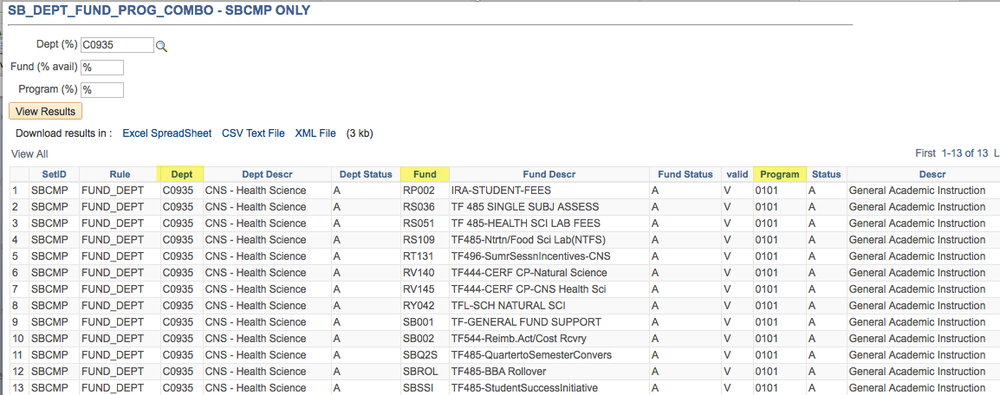 SB_DEPT_FUND_PROG_COMBO - SBCMP ONLY
Dept (%) C0935
Fund (% avail) %
Program (%) %
View Results
Download results in : Excel SpreadSheet CSV Text File XML File (3 kb)
View All First 1-13 of 13 L
SetID Rule Dept Dept Descr Dept Status Fund Fund Descr Fund Status valid Program Status Descr
1 SBCMP FUND_DEPT C0935 CNS - Health Science A RP002 IRA-STUDENT-FEES A V 0101 A General Academic Instruction
2 SBCMP FUND_DEPT C0935 CNS - Health Science A RS036 TF 485 SINGLE SUBJ ASSESS A V 0101 A General Academic Instruction
3 SBCMP FUND_DEPT C0935 CNS - Health Science A RS051 TF 485-HEALTH SCI LAB FEES A V 0101 A General Academic Instruction
4 SBCMP FUND_DEPT C0935 CNS - Health Science A RS109 TF485-Ntrtn/Food Sci Lab(NTFS) A V 0101 A General Academic Instruction
5 SBCMP FUND_DEPT C0935 CNS - Health Science A RT131 TF496-SumrSessnIncentives-CNS A V 0101 A General Academic Instruction
6 SBCMP FUND_DEPT C0935 CNS - Health Science A RV140 TF444-CERF CP-Natural Science A V 0101 A General Academic Instruction
7 SBCMP FUND_DEPT C0935 CNS - Health Science A RV145 TF444-CERF CP-CNS Health Sci A V 0101 A General Academic Instruction
8 SBCMP FUND_DEPT C0935 CNS - Health Science A RY042 TFL-SCH NATURAL SCI A V 0101 A General Academic Instruction
9 SBCMP FUND_DEPT C0935 CNS - Health Science A SB001 TF-GENERAL FUND SUPPORT A V 0101 A General Academic Instruction
10 SBCMP FUND_DEPT C0935 CNS - Health Science A SB002 TF544-Reimb.Act/Cost Rcvry A V 0101 A General Academic Instruction
11 SBCMP FUND_DEPT C0935 CNS - Health Science A SBQ2S TF485-QuartertoSemesterConvers A V 0101 A General Academic Instruction
12 SBCMP FUND_DEPT C0935 CNS - Health Science A SBROL TF485-BBA Rollover A V 0101 A General Academic Instruction
13 SBCMP FUND_DEPT C0935 CNS - Health Science A SBSSI TF485-StudentSuccessInitiative A V 0101 A General Academic Instruction